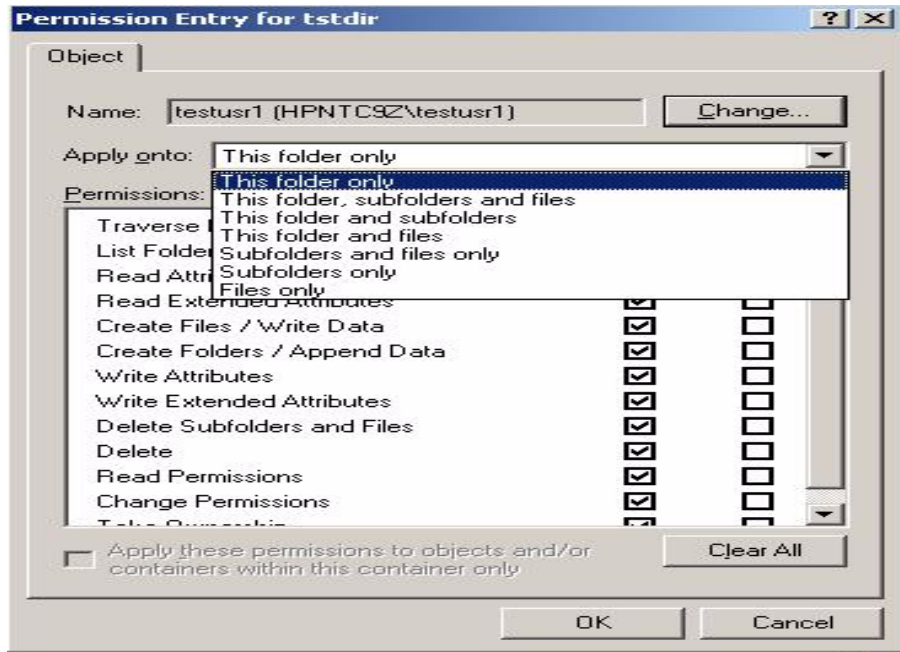 Permission Entry for tstdir
Object
Name: testusr1 (HPNTC9Z\testusr1) Change...
Apply onto: This folder only
This folder only
This folder, subfolders and files
This folder and subfolders
This folder and files
Subfolders and files only
Subfolders only
Files only
Permissions:
Traverse
List Folder
Read Attri
Read Extended Attributes
Create Files / Write Data
Create Folders / Append Data
Write Attributes
Write Extended Attributes
Delete Subfolders and Files
Delete
Read Permissions
Change Permissions
Take Ownership
Apply these permissions to objects and/or
containers within this container only
Clear All
OK Cancel